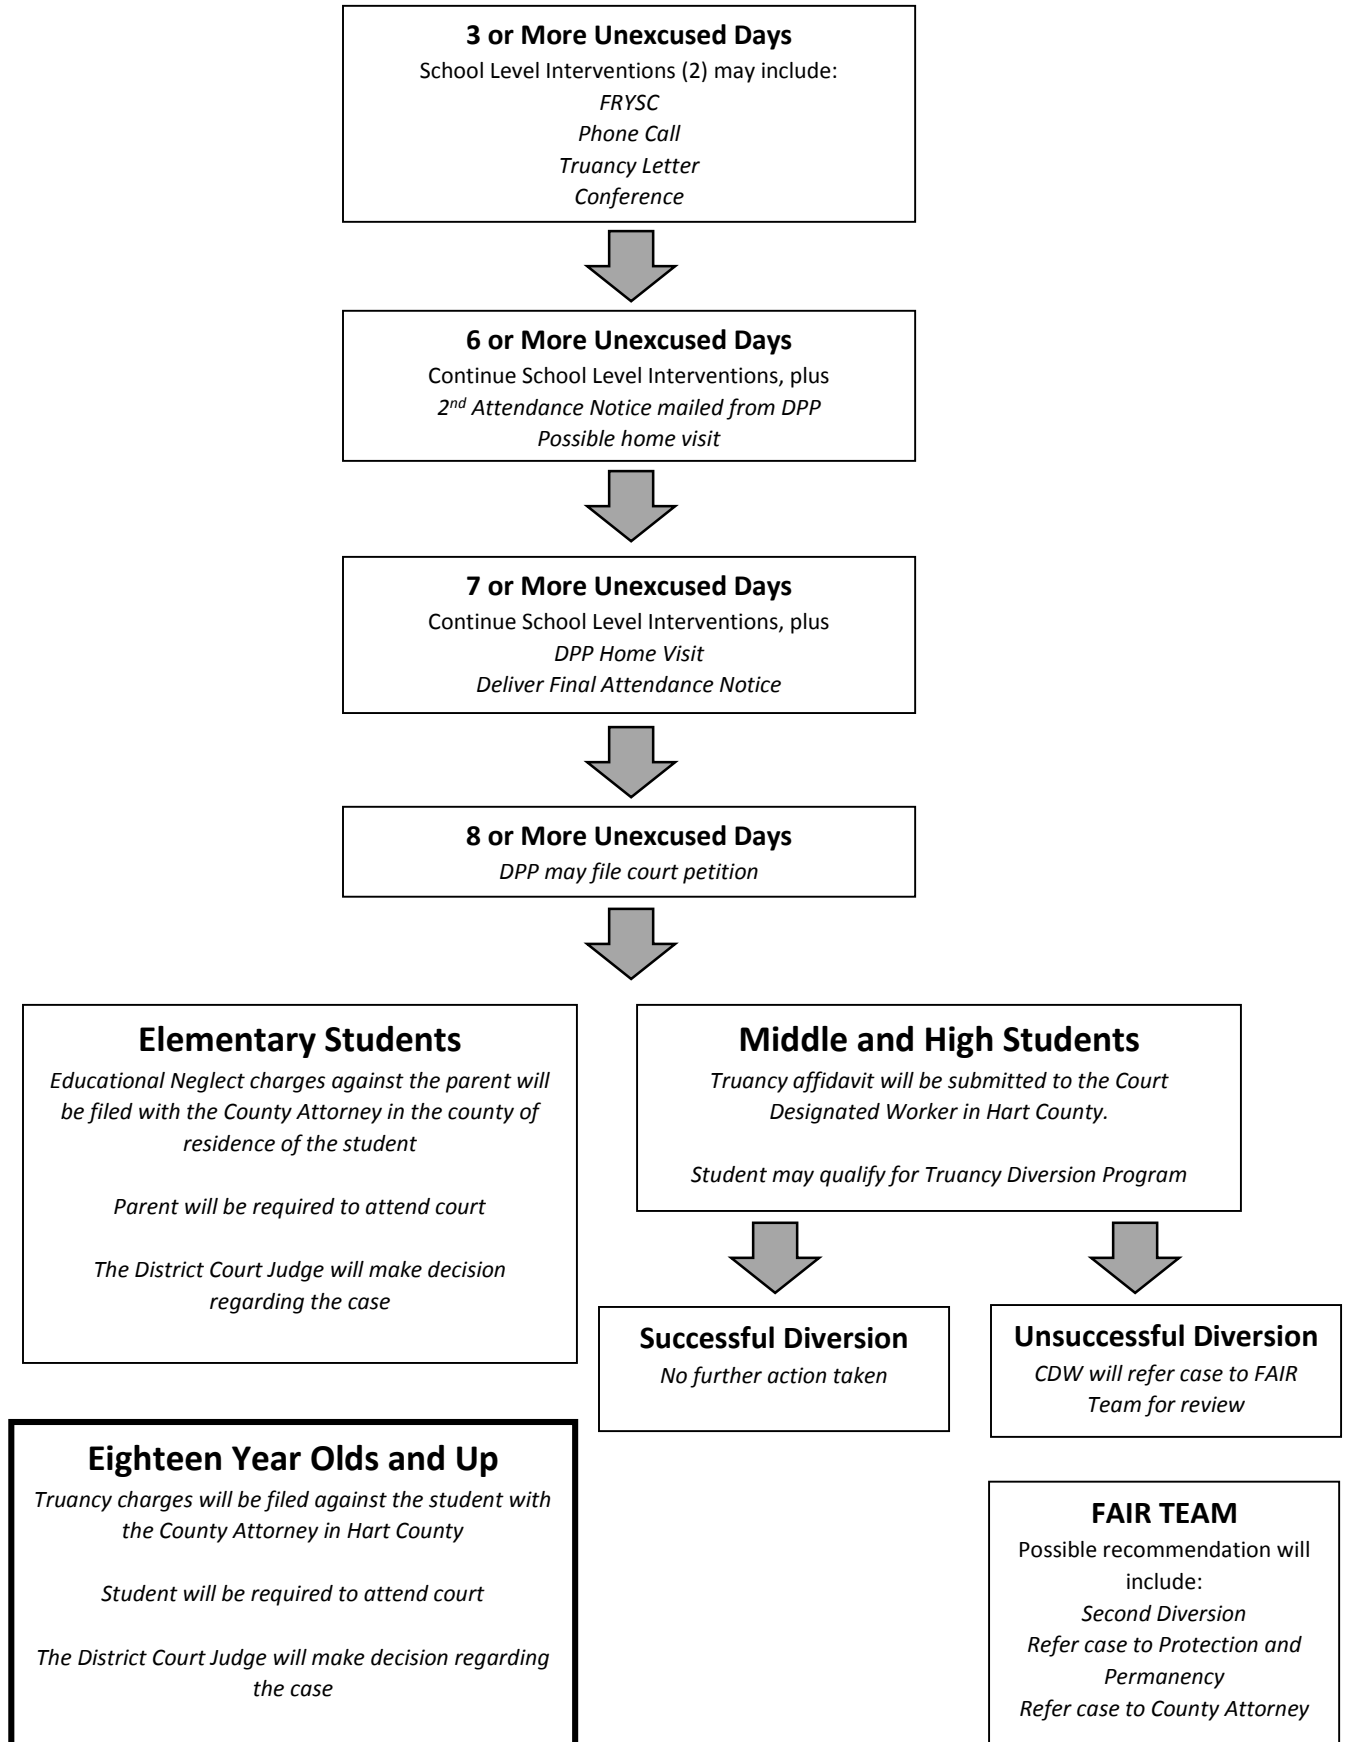 3 or More Unexcused Days
School Level Interventions (2) may include:
FRYSC
Phone Call
Truancy Letter
Conference
6 or More Unexcused Days
Continue School Level Interventions, plus
2nd Attendance Notice mailed from DPP
Possible home visit
7 or More Unexcused Days
Continue School Level Interventions, plus
DPP Home Visit
Deliver Final Attendance Notice
8 or More Unexcused Days
DPP may file court petition
Elementary Students
Educational Neglect charges against the parent will
be filed with the County Attorney in the county of
residence of the student
Parent will be required to attend court
The District Court Judge will make decision
regarding the case
Middle and High Students
Truancy affidavit will be submitted to the Court
Designated Worker in Hart County.
Student may qualify for Truancy Diversion Program
Successful Diversion
No further action taken
Unsuccessful Diversion
CDW will refer case to FAIR
Team for review
Eighteen Year Olds and Up
Truancy charges will be filed against the student with
the County Attorney in Hart County
Student will be required to attend court
The District Court Judge will make decision regarding
the case
FAIR TEAM
Possible recommendation will
include:
Second Diversion
Refer case to Protection and
Permanency
Refer case to County Attorney